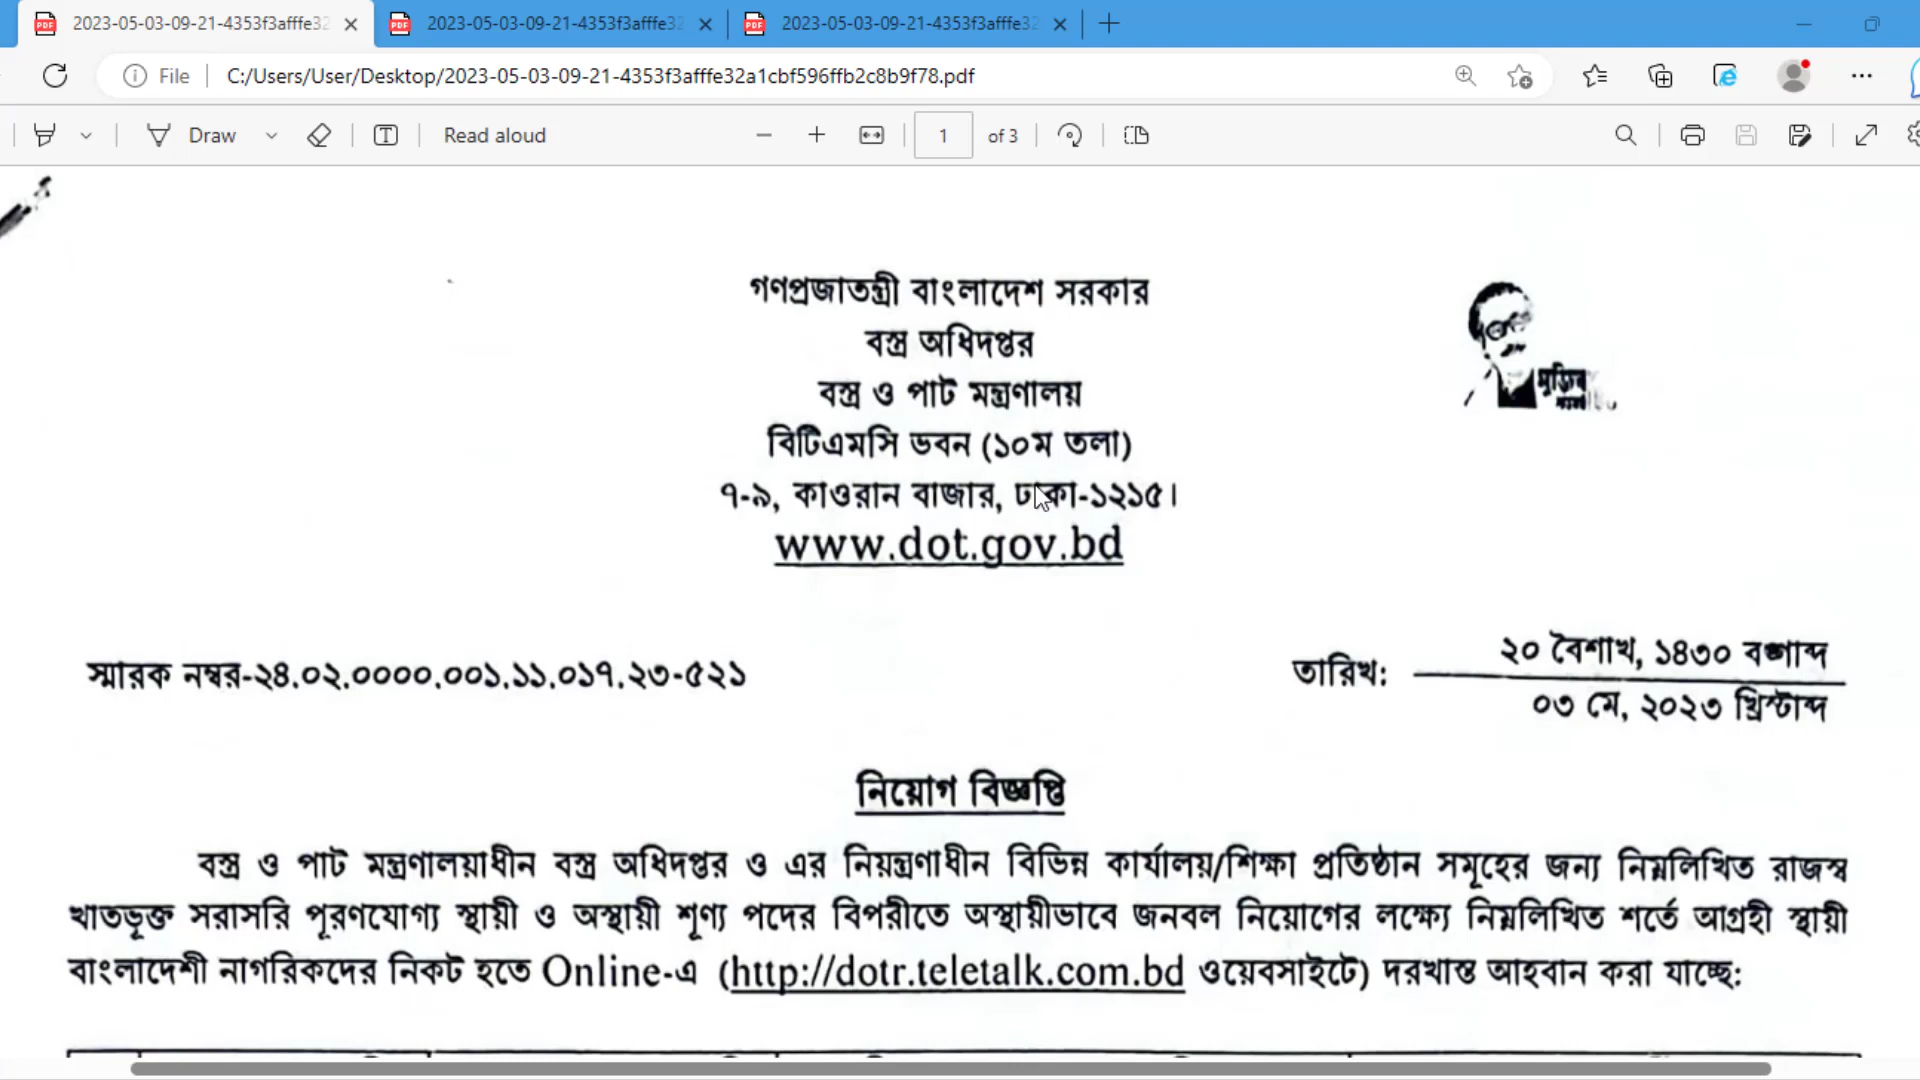 2023-05-03-09-21-4353f3afffe32
2023-05-03-09-21-4353f3afffe32
2023-05-03-09-21-4353f3afffe32
File
C:/Users/User/Desktop/2023-05-03-09-21-4353f3afffe32a1cbf596ffb2c8b9f78.pdf
Draw
Read aloud
1 of 3
গণপ্রজাতন্ত্রী বাংলাদেশ সরকার
বস্ত্র অধিদপ্তর
বস্ত্র ও পাট মন্ত্রণালয়
বিটিএমসি ভবন (১০ম তলা)
৭-৯, কাওরান বাজার, ঢাকা-১২১৫।
www.dot.gov.bd
মুজিব
স্মারক নম্বর-২৪.০২.০০০০.০০১.১১.০১৭.২৩-৫২১
২০ বৈশাখ, ১৪৩০ বঙ্গাব্দ
তারিখ:
০৩ মে, ২০২৩ খ্রিস্টাব্দ
নিয়োগ বিজ্ঞপ্তি
বস্ত্র ও পাট মন্ত্রণালয়াধীন বস্ত্র অধিদপ্তর ও এর নিয়ন্ত্রণাধীন বিভিন্ন কার্যালয়/শিক্ষা প্রতিষ্ঠান সমূহের জন্য নিম্নলিখিত রাজস্ব
খাতভূক্ত সরাসরি পূরণযোগ্য স্থায়ী ও অস্থায়ী শূণ্য পদের বিপরীতে অস্থায়ীভাবে জনবল নিয়োগের লক্ষ্যে নিম্নলিখিত শর্তে আগ্রহী স্থায়ী
বাংলাদেশী নাগরিকদের নিকট হতে Online-এ (http://dotr.teletalk.com.bd ওয়েবসাইটে) দরখাস্ত আহবান করা যাচ্ছে: